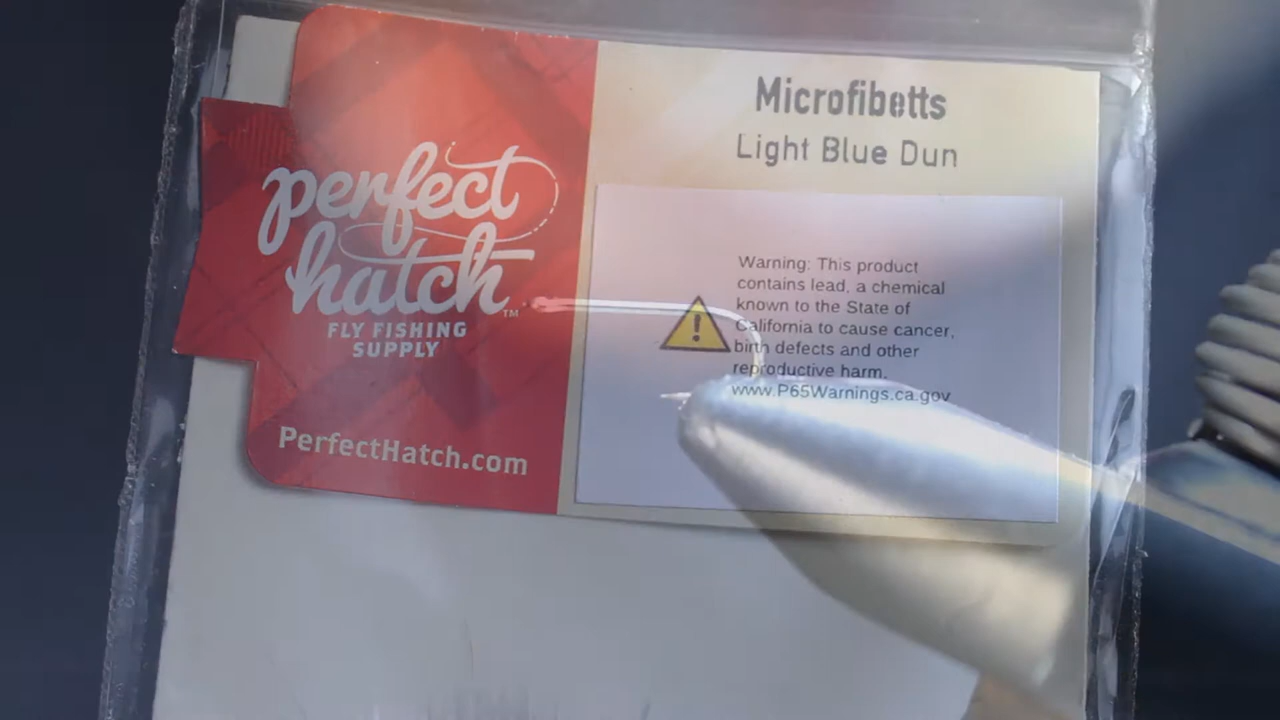 perfect
hatch™
FLY FISHING
SUPPLY
PerfectHatch.com
Microfibetts
Light Blue Dun
Warning: This product
contains lead, a chemical
known to the State of
California to cause cancer,
birth defects and other
reproductive harm.
www.P65Warnings.ca.gov